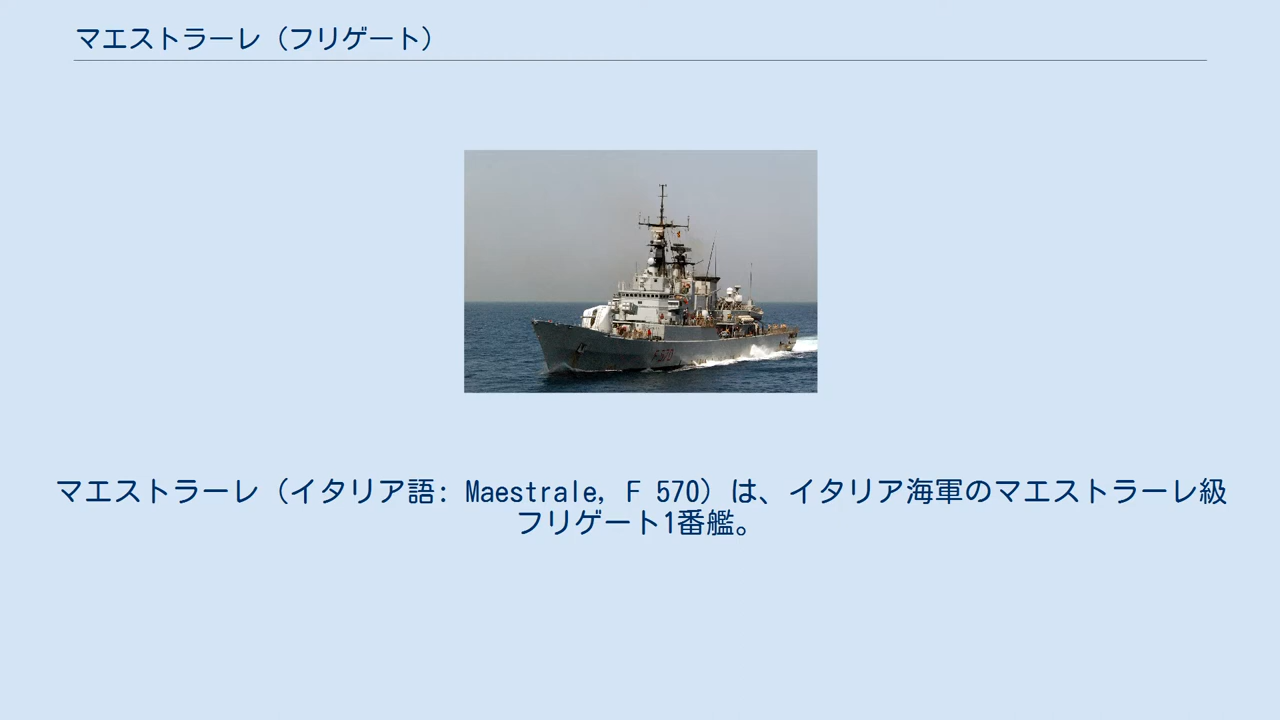 マエストラーレ（フリゲート）
F 570
マエストラーレ（イタリア語: Maestrale, F 570）は、イタリア海軍のマエストラーレ級
フリゲート1番艦。